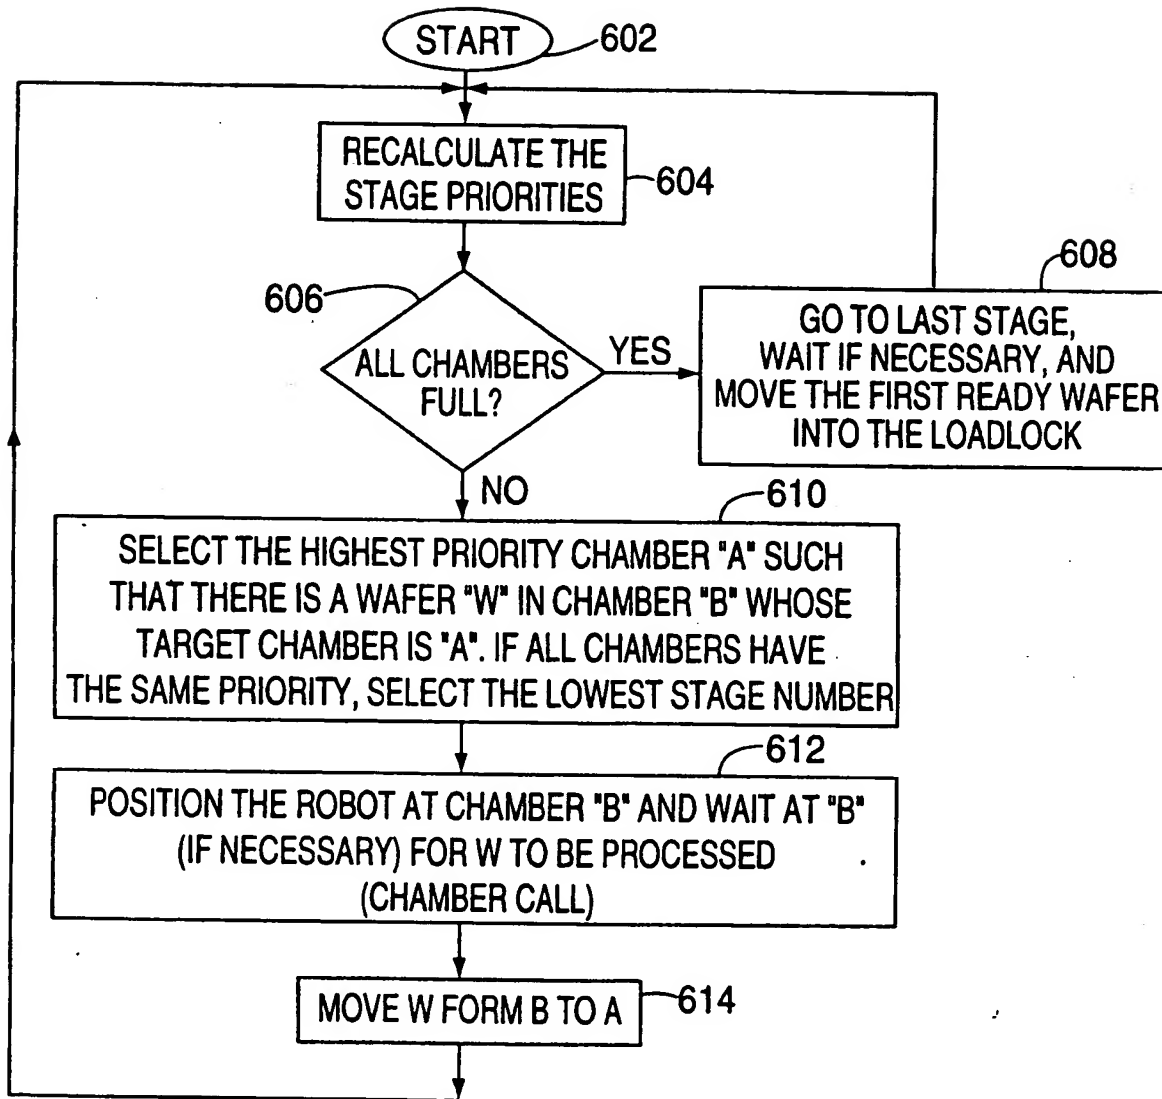 START
602
RECALCULATE THE
STAGE PRIORITIES
604
606
ALL CHAMBERS
FULL?
YES
608
GO TO LAST STAGE,
WAIT IF NECESSARY, AND
MOVE THE FIRST READY WAFER
INTO THE LOADLOCK
NO
610
SELECT THE HIGHEST PRIORITY CHAMBER "A" SUCH
THAT THERE IS A WAFER "W" IN CHAMBER "B" WHOSE
TARGET CHAMBER IS "A". IF ALL CHAMBERS HAVE
THE SAME PRIORITY, SELECT THE LOWEST STAGE NUMBER
612
POSITION THE ROBOT AT CHAMBER "B" AND WAIT AT "B"
(IF NECESSARY) FOR W TO BE PROCESSED
(CHAMBER CALL)
MOVE W FORM B TO A
614